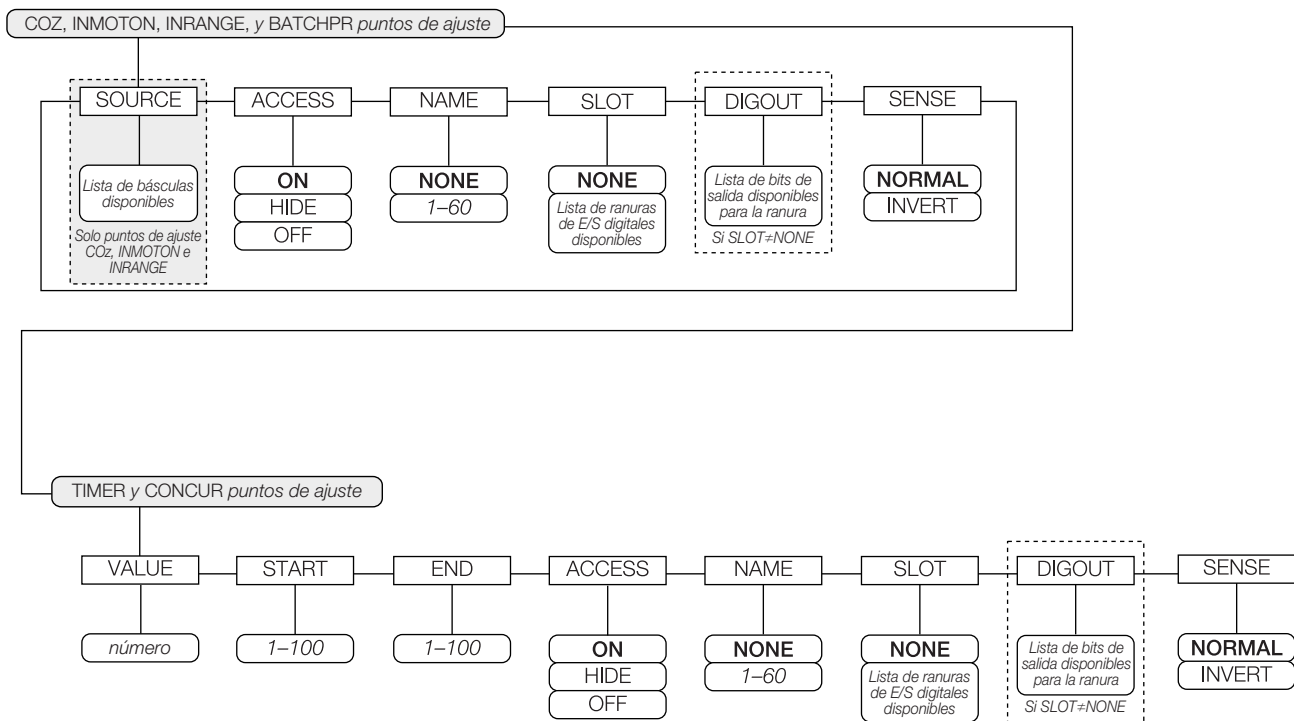 COZ, INMOTON, INRANGE, y BATCHPR puntos de ajuste
SOURCE
ACCESS
NAME
SLOT
DIGOUT
SENSE
Lista de básculas
disponibles
Solo puntos de ajuste
COz, INMOTON e
INRANGE
ON
HIDE
OFF
NONE
1–60
NONE
Lista de ranuras
de E/S digitales
disponibles
Lista de bits de
salida disponibles
para la ranura
Si SLOT≠NONE
NORMAL
INVERT
TIMER y CONCUR puntos de ajuste
VALUE
START
END
ACCESS
NAME
SLOT
DIGOUT
SENSE
número
1–100
1–100
ON
HIDE
OFF
NONE
1–60
NONE
Lista de ranuras
de E/S digitales
disponibles
Lista de bits de
salida disponibles
para la ranura
Si SLOT≠NONE
NORMAL
INVERT